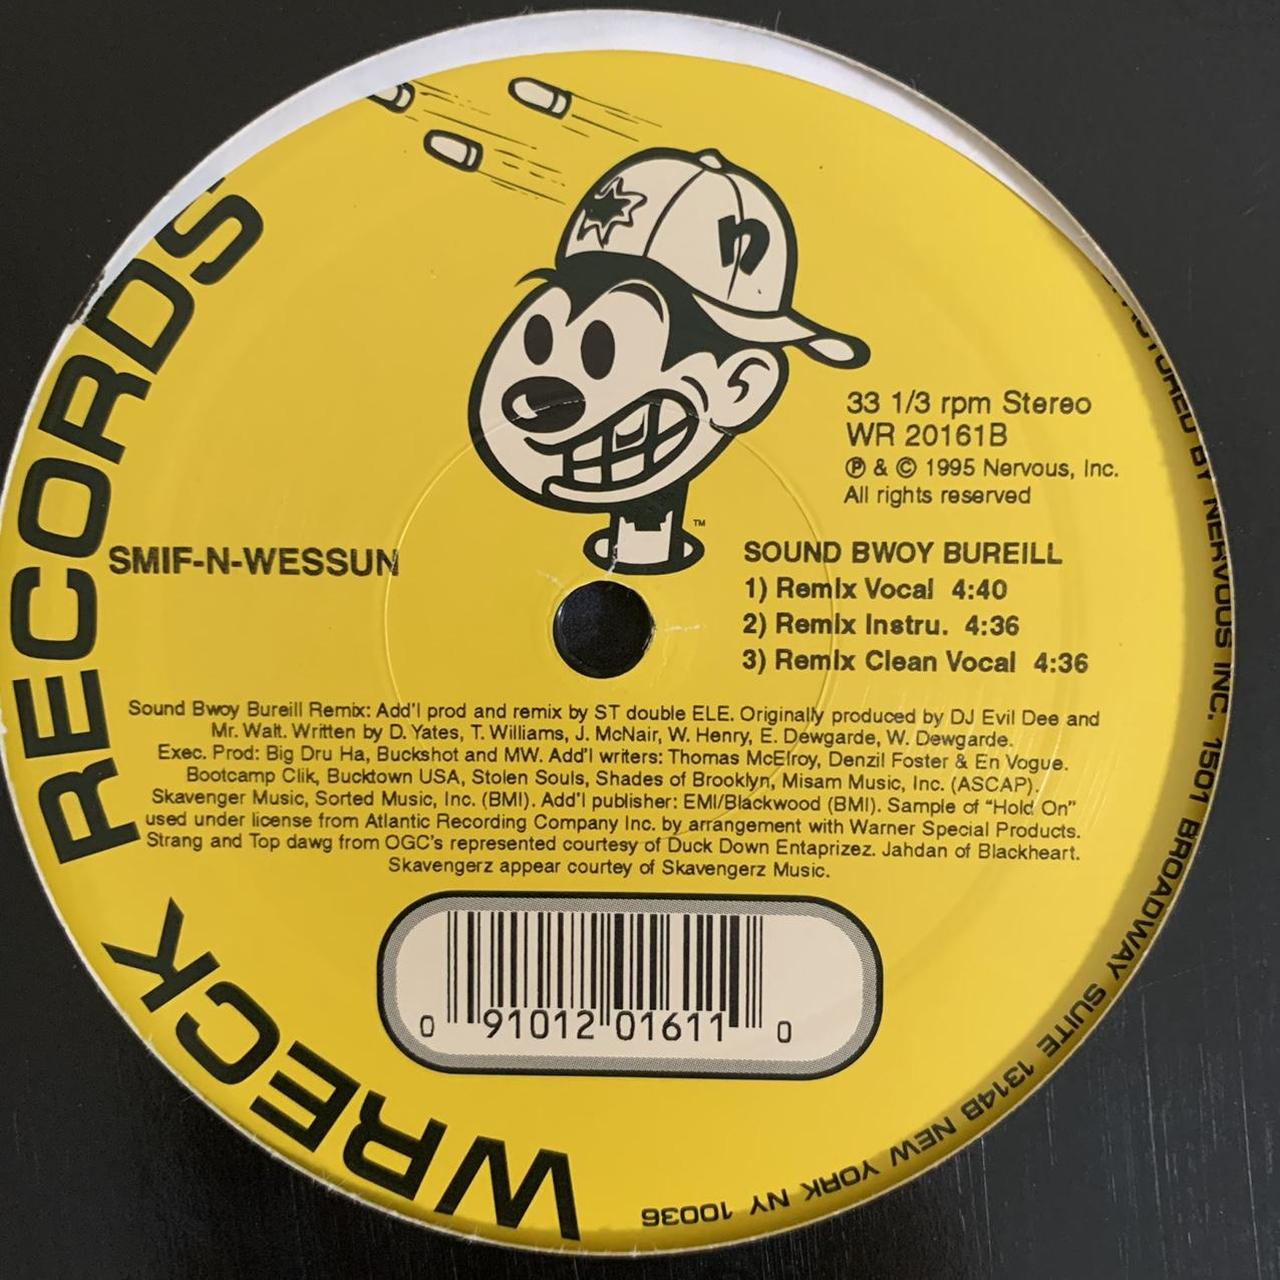 WRECK RECORDS
n
33 1/3 rpm Stereo
WR 20161B
℗ & © 1995 Nervous, Inc.
All rights reserved
TM
SMIF-N-WESSUN
SOUND BWOY BUREILL
1) Remix Vocal 4:40
2) Remix Instru. 4:36
3) Remix Clean Vocal 4:36
Sound Bwoy Bureill Remix: Add'l prod and remix by ST double ELE. Originally produced by DJ Evil Dee and
Mr. Walt. Written by D. Yates, T. Williams, J. McNair, W. Henry, E. Dewgarde, W. Dewgarde.
Exec. Prod: Big Dru Ha, Buckshot and MW. Add'l writers: Thomas McElroy, Denzil Foster & En Vogue.
Bootcamp Clik, Bucktown USA, Stolen Souls, Shades of Brooklyn, Misam Music, Inc. (ASCAP).
Skavenger Music, Sorted Music, Inc. (BMI). Add'l publisher: EMI/Blackwood (BMI). Sample of "Hold On"
used under license from Atlantic Recording Company Inc. by arrangement with Warner Special Products.
Strang and Top dawg from OGC's represented courtesy of Duck Down Entaprizez. Jahdan of Blackheart.
Skavengerz appear courtey of Skavengerz Music.
0 91012 01611 0
BY NERVOUS INC. 1501 BROADWAY SUITE 1314B NEW YORK NY 10036